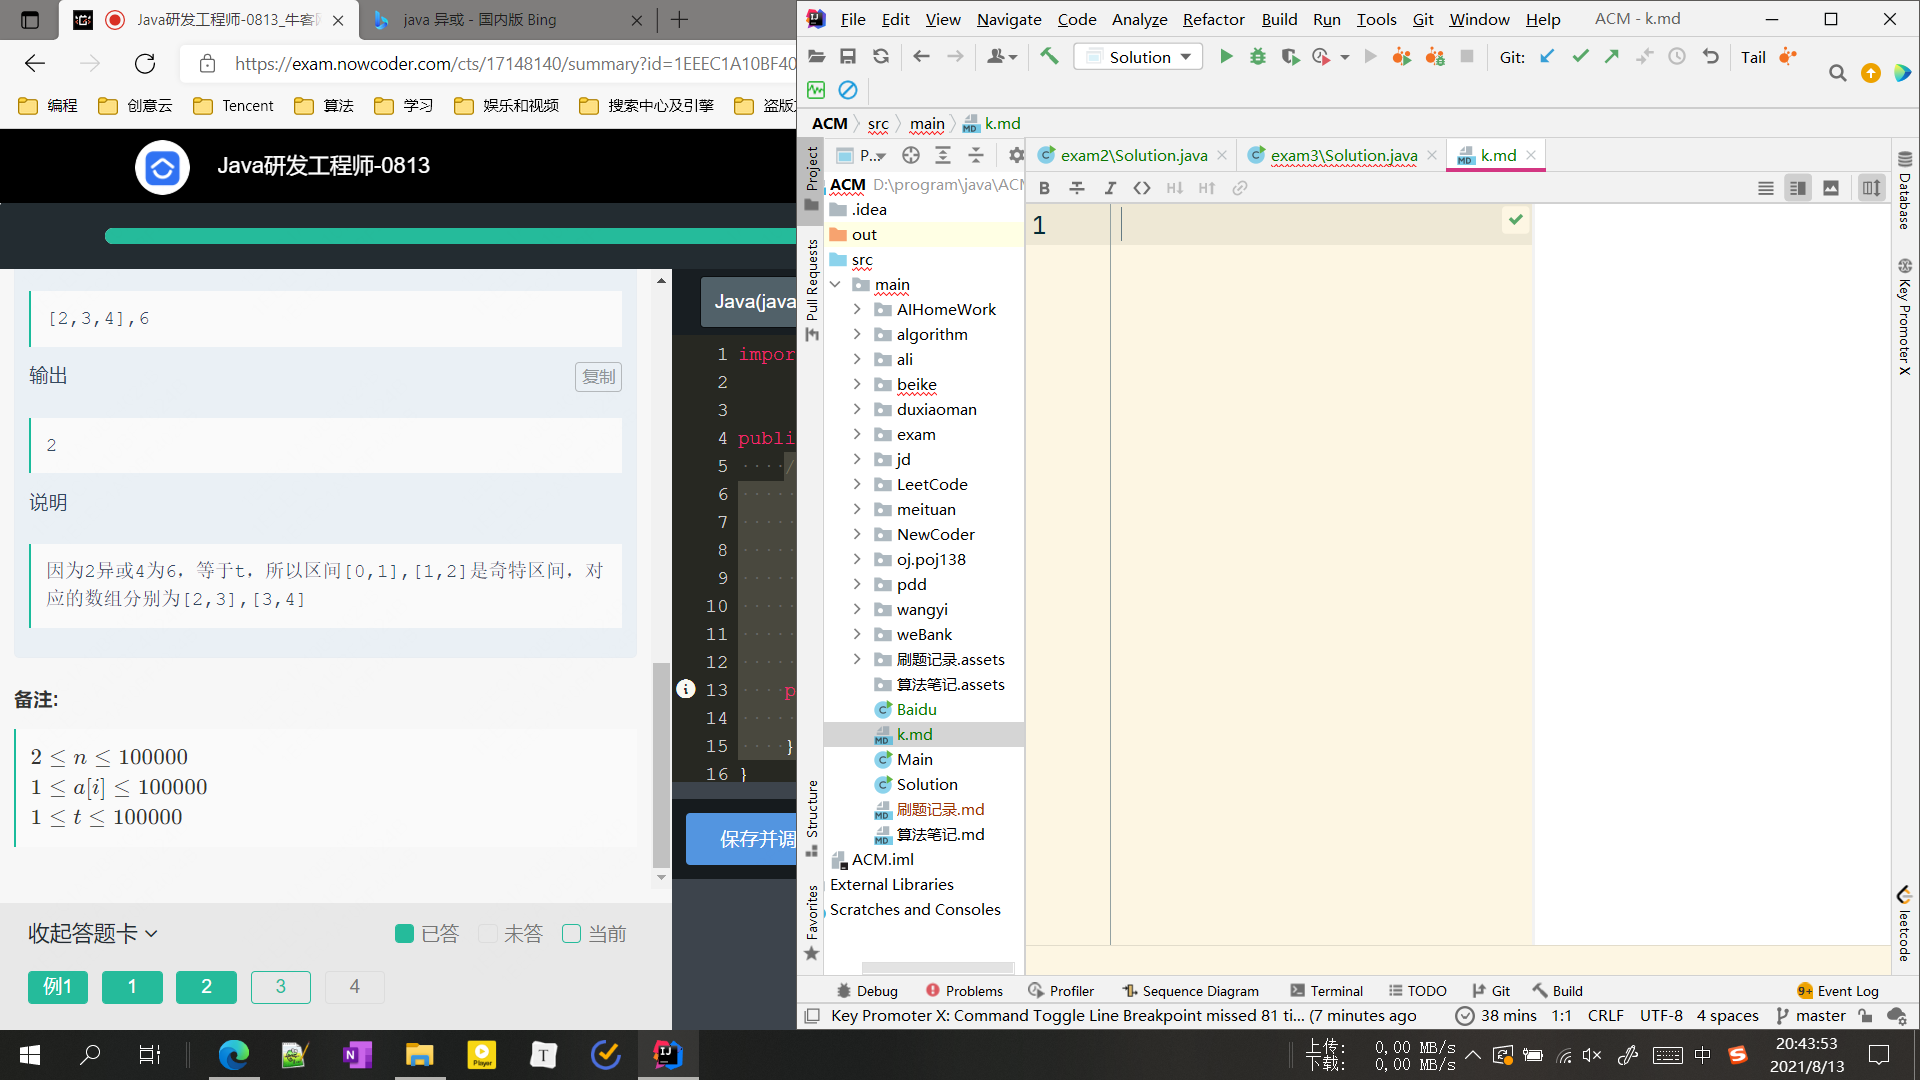 Java研发工程师-0813_牛客
java 异或 - 国内版 Bing
https://exam.nowcoder.com/cts/17148140/summary?id=1EEEC1A10BF40
编程
创意云
Tencent
算法
学习
娱乐和视频
搜索中心及引擎
Java研发工程师-0813
[2,3,4],6
输出
复制
2
说明
因为2异或4为6，等于t，所以区间[0,1],[1,2]是奇特区间，对
应的数组分别为[2,3],[3,4]
备注:
2 ≤ n ≤ 100000
1 ≤ a[i] ≤ 100000
1 ≤ t ≤ 100000
收起答题卡
已答
未答
当前
例1
1
2
3
4
Java(java
1 impor
2
3
4 publi
5 /
6
7
8
9
10
11
12
13 p
14
15 }
16 }
保存并调
File Edit View Navigate Code Analyze Refactor Build Run Tools Git Window Help
ACM - k.md
Solution
Git:
Tail
ACM
src
main
k.md
P...
exam2\Solution.java
exam3\Solution.java
k.md
Project
Pull Requests
Structure
Favorites
ACM D:\program\java\ACM
.idea
out
src
main
AIHomeWork
algorithm
ali
beike
duxiaoman
exam
jd
LeetCode
meituan
NewCoder
oj.poj138
pdd
wangyi
weBank
刷题记录.assets
算法笔记.assets
Baidu
k.md
Main
Solution
刷题记录.md
算法笔记.md
ACM.iml
External Libraries
Scratches and Consoles
B
I
H↓
H↑
1
Database
Key Promoter X
leetcode
Debug
Problems
Profiler
Sequence Diagram
Terminal
TODO
Git
Build
9+ Event Log
Key Promoter X: Command Toggle Line Breakpoint missed 81 ti... (7 minutes ago
38 mins
1:1
CRLF
UTF-8
4 spaces
master
上传: 0,00 MB/s
下载: 0,00 MB/s
中
20:43:53
2021/8/13